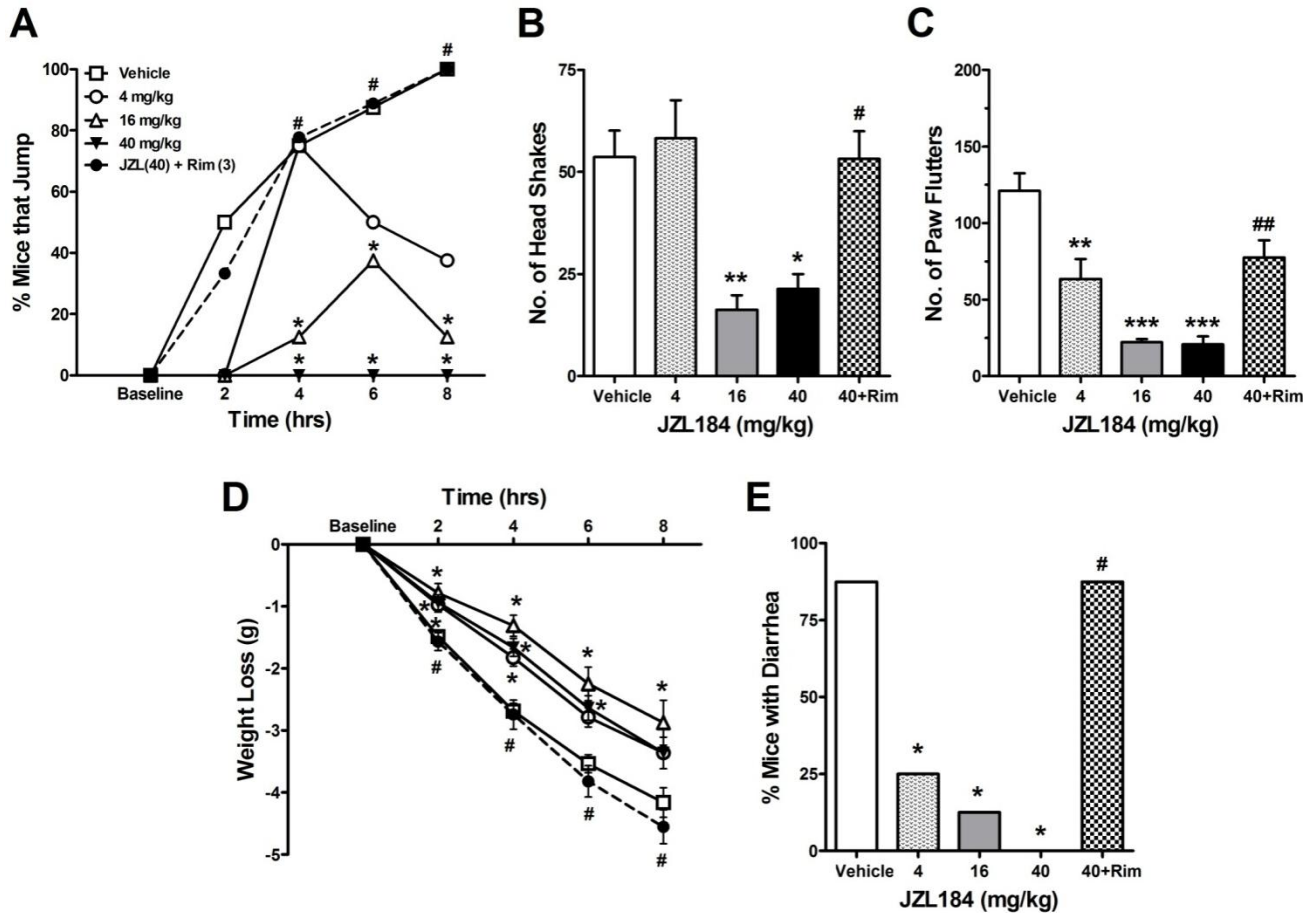 A
% Mice that Jump
100
80
60
40
20
0
Vehicle
4 mg/kg
16 mg/kg
40 mg/kg
JZL(40) + Rim (3)
#
#
#
*
*
*
*
*
*
Baseline
2
4
6
8
Time (hrs)
B
No. of Head Shakes
75
50
25
0
**
*
#
Vehicle
4
16
40
40+Rim
JZL184 (mg/kg)
C
No. of Paw Flutters
200
150
100
50
0
**
***
***
##
Vehicle
4
16
40
40+Rim
JZL184 (mg/kg)
D
Time (hrs)
Baseline
2
4
6
8
Weight Loss (g)
0
-1
-2
-3
-4
-5
*
*
*
#
*
*
*
#
*
*
#
*
#
E
% Mice with Diarrhea
100
75
50
25
0
*
*
*
#
Vehicle
4
16
40
40+Rim
JZL184 (mg/kg)